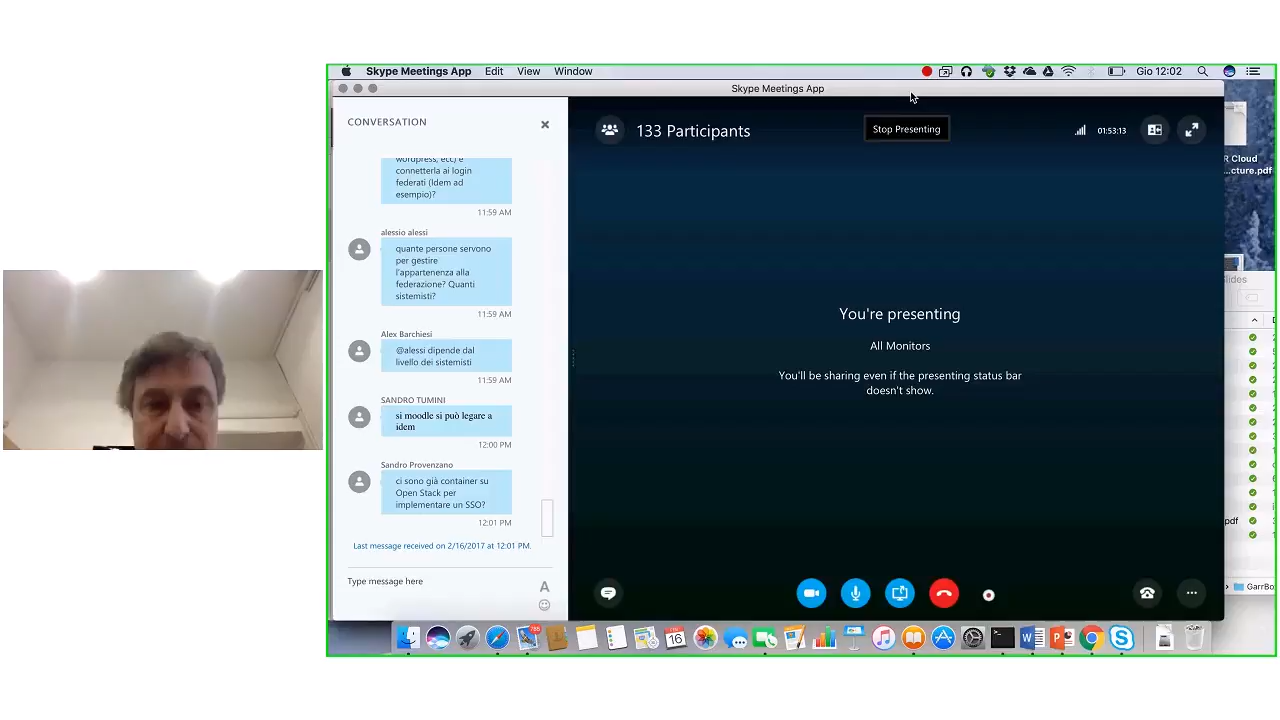 Skype Meetings App Edit View Window
Gio 12:02
Skype Meetings App
CONVERSATION
wordpress, ecc) e
connetterla ai login
federati (Idem ad
esempio)?
11:59 AM
alessio alessi
quante persone servono
per gestire
l'appartenenza alla
federazione? Quanti
sistemisti?
11:59 AM
Alex Barchiesi
@alessi dipende dal
livello dei sistemisti
11:59 AM
SANDRO TUMINI
si moodle si può legare a
idem
12:00 PM
Sandro Provenzano
ci sono già container su
Open Stack per
implementare un SSO?
12:01 PM
Last message received on 2/16/2017 at 12:01 PM.
Type message here
A
133 Participants
Stop Presenting
01:53:13
You're presenting
All Monitors
You'll be sharing even if the presenting status bar
doesn't show.
R Cloud
...cture.pdf
lides
pdf
GarrBo
788
16